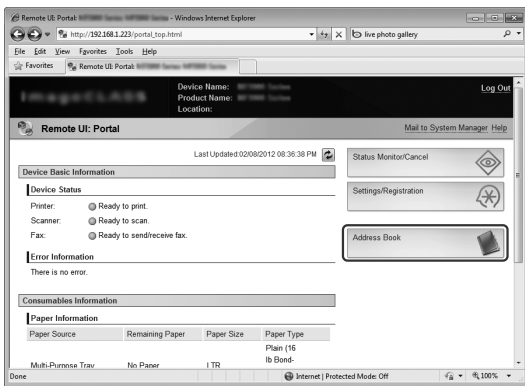 Remote UI: Portal: - Windows Internet Explorer
http://192.168.1.223/portal_top.html
live photo gallery
File Edit View Favorites Tools Help
Favorites Remote UI: Portal:
Device Name:
Product Name:
Location:
Log Out
Remote UI: Portal
Mail to System Manager Help
Last Updated:02/08/2012 08:36:38 PM
Device Basic Information
Device Status
Printer: Ready to print.
Scanner: Ready to scan.
Fax: Ready to send/receive fax.
Error Information
There is no error.
Consumables Information
Paper Information
Paper Source Remaining Paper Paper Size Paper Type
Plain (16
lb Bond-
Multi-Purpose Tray No Paper LTR
Status Monitor/Cancel
Settings/Registration
Address Book
Done Internet | Protected Mode: Off 100%